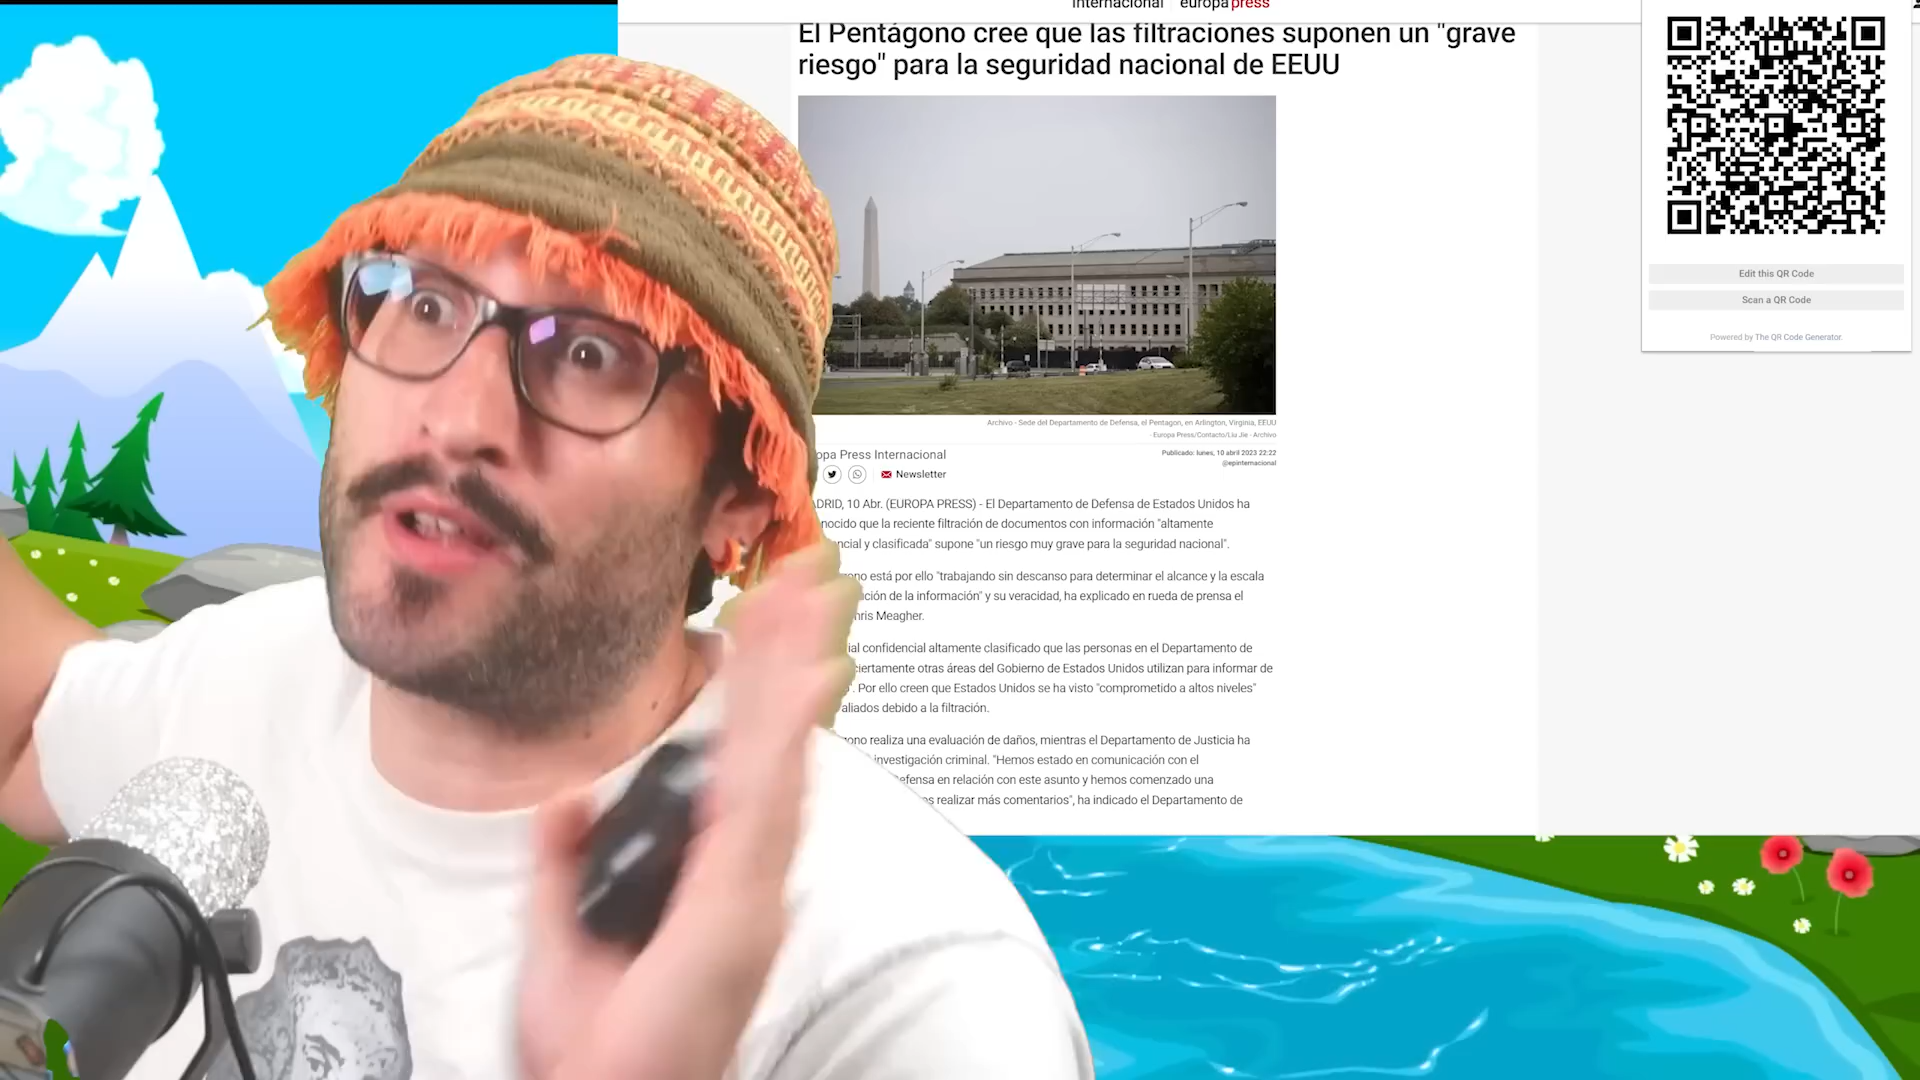 Internacional europapress
El Pentágono cree que las filtraciones suponen un "grave
riesgo" para la seguridad nacional de EEUU
Archivo - Sede del Departamento de Defensa, el Pentagon, en Arlington, Virginia, EEUU
- Europa Press/Contacto/Liu Jie - Archivo
opa Press Internacional
Publicado: lunes, 10 abril 2023 22:22
@epinternacional
Newsletter
DRID, 10 Abr. (EUROPA PRESS) - El Departamento de Defensa de Estados Unidos ha
nocido que la reciente filtración de documentos con información "altamente
ncial y clasificada" supone "un riesgo muy grave para la seguridad nacional".
ono está por ello "trabajando sin descanso para determinar el alcance y la escala
ción de la información" y su veracidad, ha explicado en rueda de prensa el
hris Meagher.
ial confidencial altamente clasificado que las personas en el Departamento de
ciertamente otras áreas del Gobierno de Estados Unidos utilizan para informar de
". Por ello creen que Estados Unidos se ha visto "comprometido a altos niveles"
aliados debido a la filtración.
ono realiza una evaluación de daños, mientras el Departamento de Justicia ha
investigación criminal. "Hemos estado en comunicación con el
efensa en relación con este asunto y hemos comenzado una
os realizar más comentarios", ha indicado el Departamento de
Edit this QR Code
Scan a QR Code
Powered by The QR Code Generator.